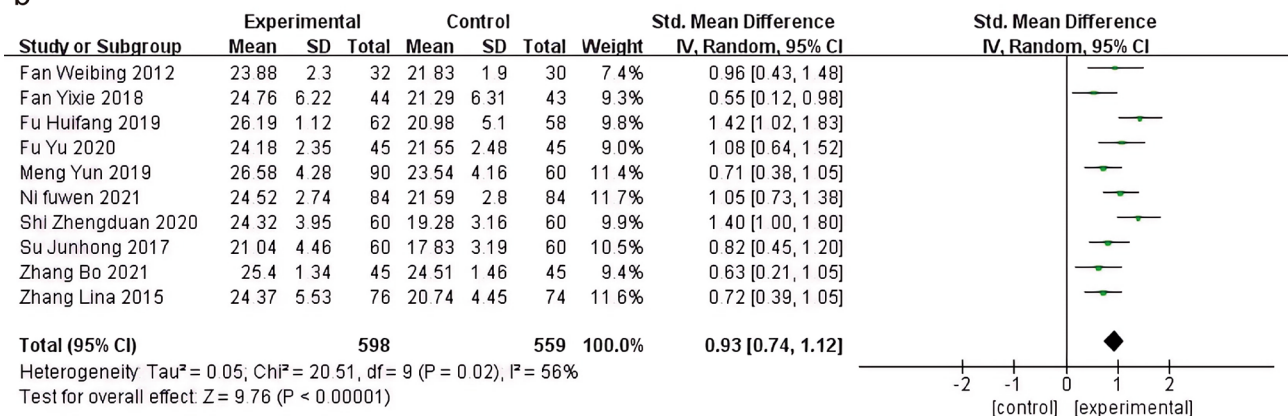 b
Experimental Control Std. Mean Difference Std. Mean Difference
Study or Subgroup Mean SD Total Mean SD Total Weight IV, Random, 95% CI IV, Random, 95% CI
Fan Weibing 2012 23.88 2.3 32 21.83 1.9 30 7.4% 0.96 [0.43, 1.48]
Fan Yixie 2018 24.76 6.22 44 21.29 6.31 43 9.3% 0.55 [0.12, 0.98]
Fu Huifang 2019 26.19 1.12 62 20.98 5.1 58 9.8% 1.42 [1.02, 1.83]
Fu Yu 2020 24.18 2.35 45 21.55 2.48 45 9.0% 1.08 [0.64, 1.52]
Meng Yun 2019 26.58 4.28 90 23.54 4.16 60 11.4% 0.71 [0.38, 1.05]
Ni fuwen 2021 24.52 2.74 84 21.59 2.8 84 11.7% 1.05 [0.73, 1.38]
Shi Zhengduan 2020 24.32 3.95 60 19.28 3.16 60 9.9% 1.40 [1.00, 1.80]
Su Junhong 2017 21.04 4.46 60 17.83 3.19 60 10.5% 0.82 [0.45, 1.20]
Zhang Bo 2021 25.4 1.34 45 24.51 1.46 45 9.4% 0.63 [0.21, 1.05]
Zhang Lina 2015 24.37 5.53 76 20.74 4.45 74 11.6% 0.72 [0.39, 1.05]
Total (95% CI) 598 559 100.0% 0.93 [0.74, 1.12]
Heterogeneity: Tau² = 0.05; Chi² = 20.51, df = 9 (P = 0.02), I² = 56%
Test for overall effect: Z = 9.76 (P < 0.00001)
-2 -1 0 1 2
[control] [experimental]